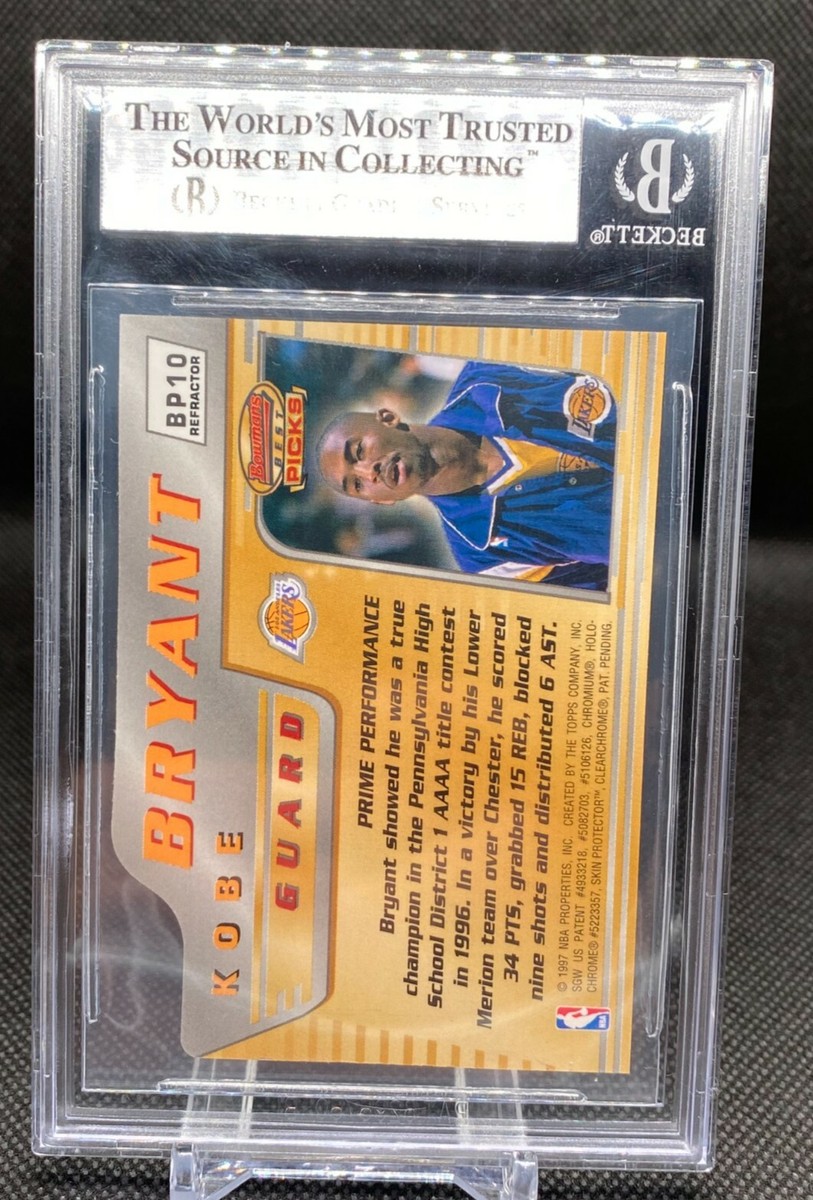 THE WORLD'S MOST TRUSTED
SOURCE IN COLLECTING™
BECKETT®
BP10
REFRACTOR
KOBE
BRYANT
GUARD
Bowman's
BEST
PICKS
LAKERS
LAKERS
PRIME PERFORMANCE
Bryant showed he was a true
champion in the Pennsylvania High
School District 1 AAAA title contest
in 1996. In a victory by his Lower
Merion team over Chester, he scored
34 PTS, grabbed 15 REB, blocked
nine shots and distributed 6 AST.
© 1997 NBA PROPERTIES, INC. CREATED BY THE TOPPS COMPANY, INC.
SGW US PATENT #4933218, #5082703, #5106126, CHROMIUM®, HOLO-
CHROME® #5223357, SKIN PROTECTOR™, CLEARCHROME®, PAT. PENDING.
NBA